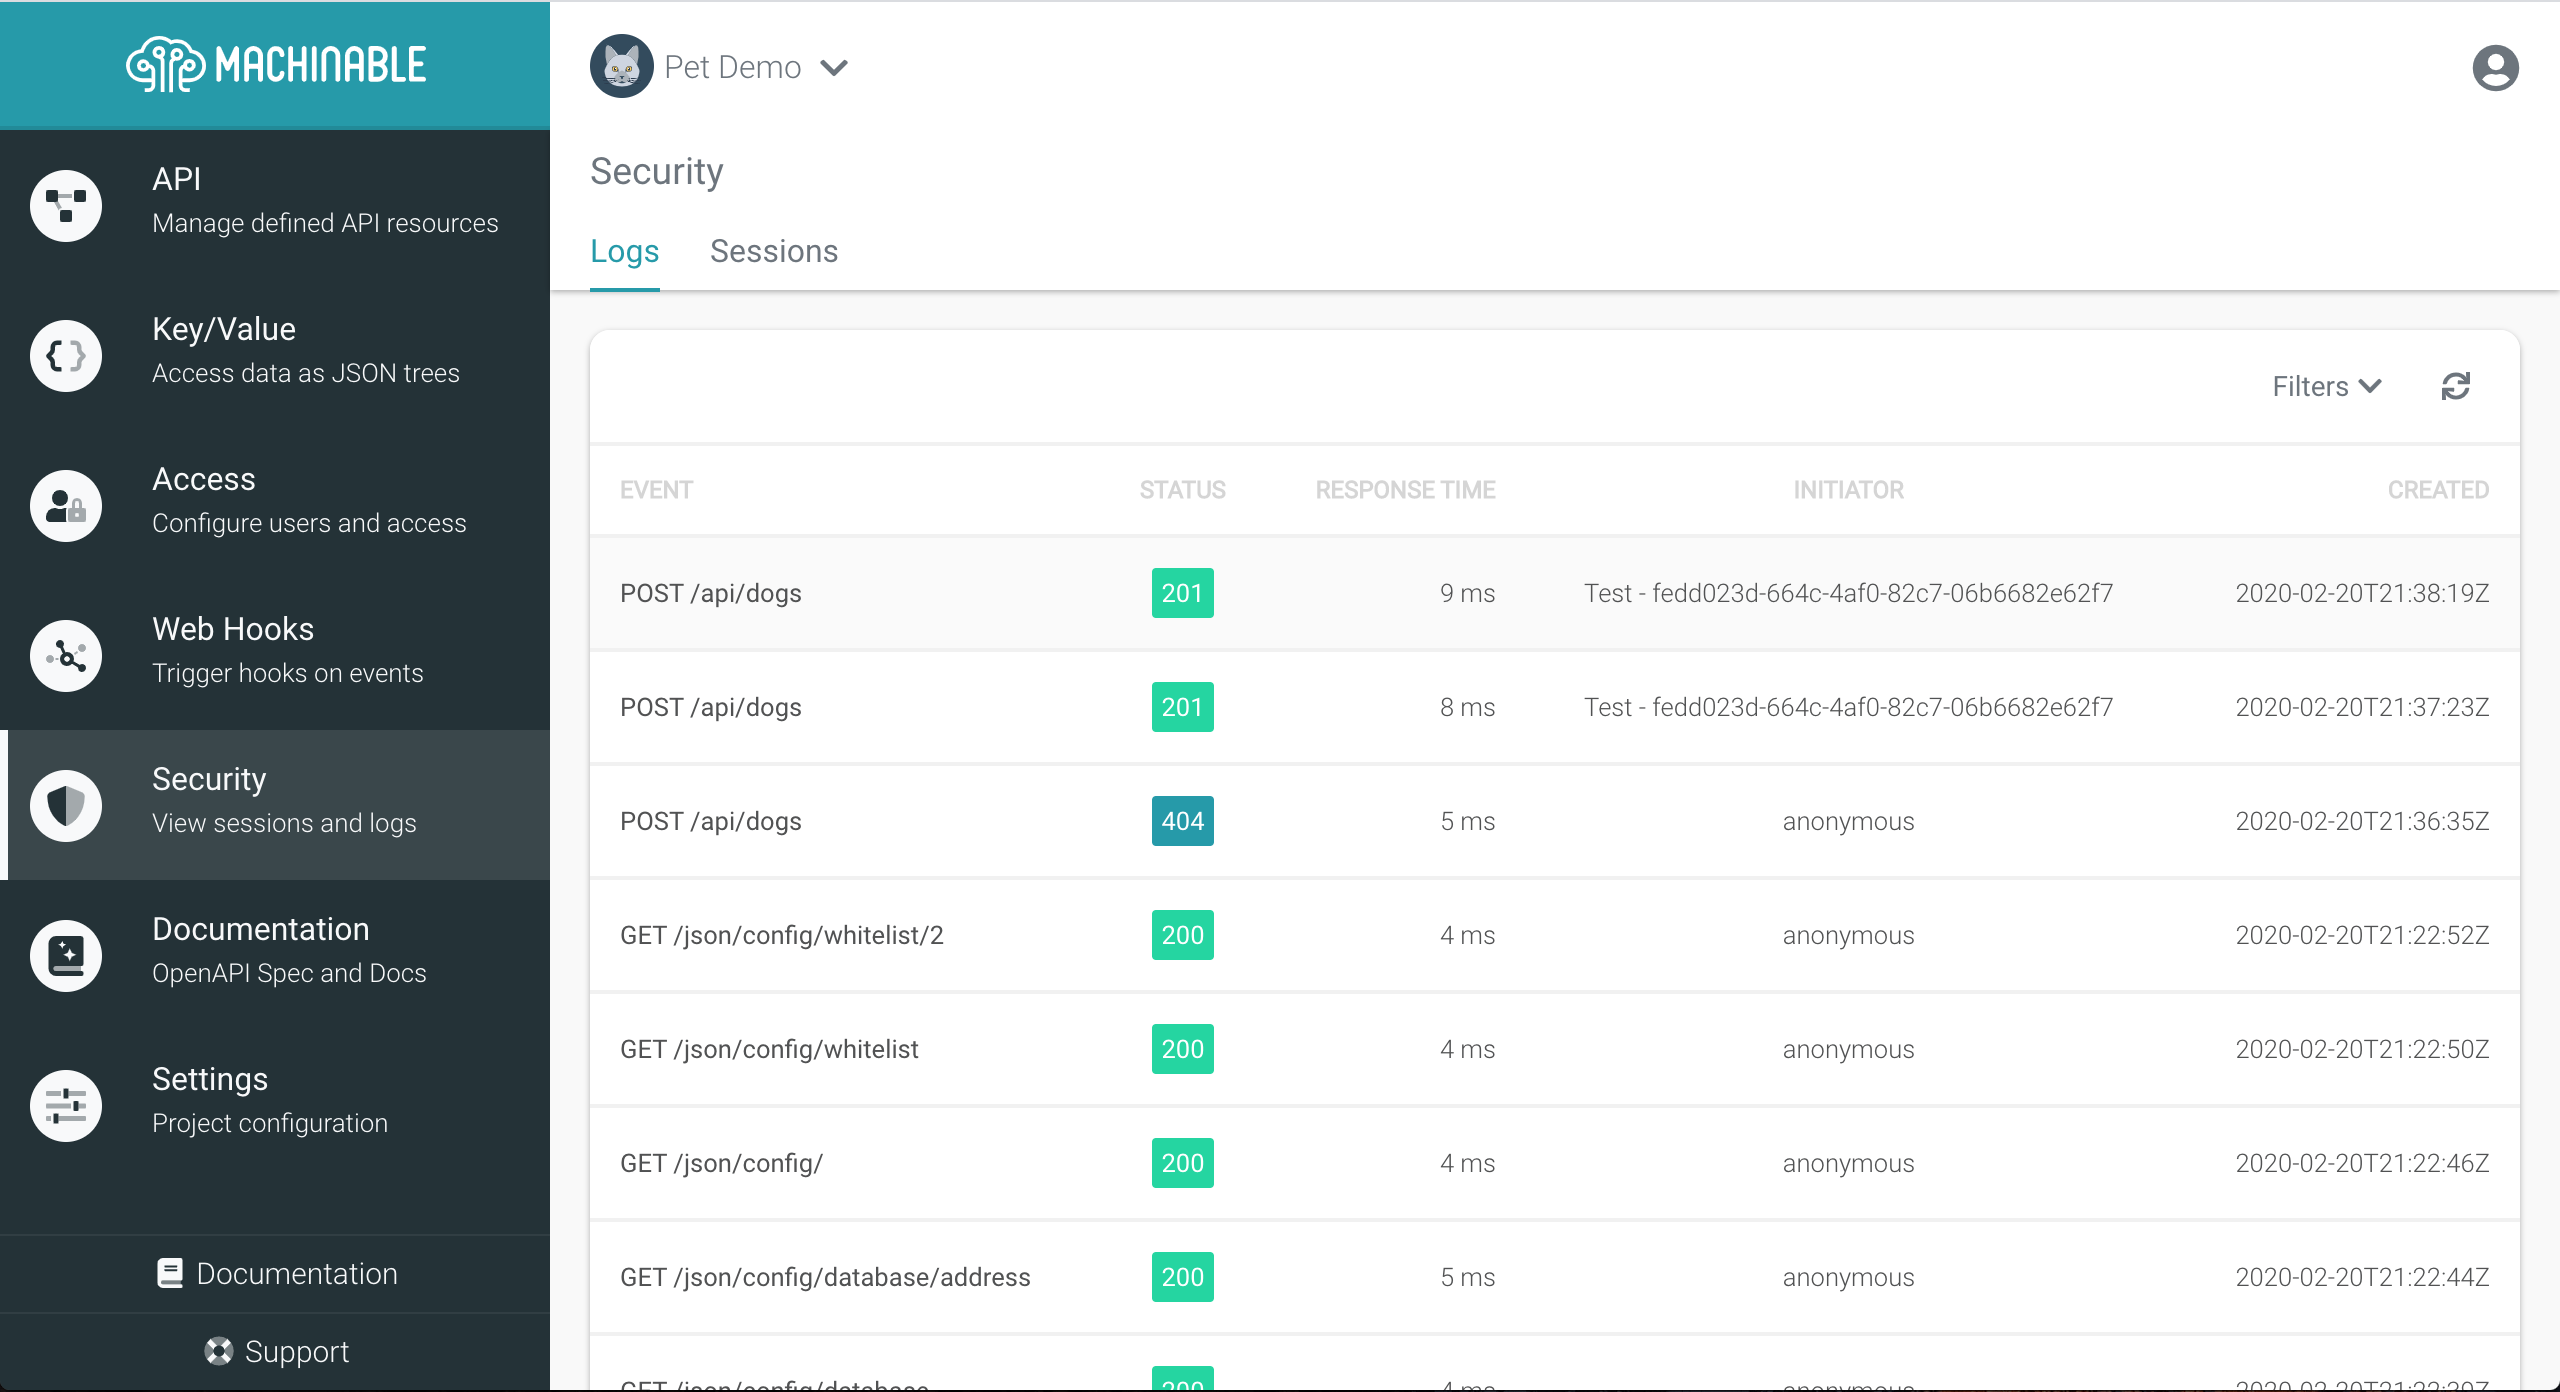 MACHINABLE
Pet Demo
API
Manage defined API resources
Key/Value
Access data as JSON trees
Access
Configure users and access
Web Hooks
Trigger hooks on events
Security
View sessions and logs
Documentation
OpenAPI Spec and Docs
Settings
Project configuration
Documentation
Support
Security
Logs Sessions
Filters
EVENT STATUS RESPONSE TIME INITIATOR CREATED
POST /api/dogs 201 9 ms Test - fedd023d-664c-4af0-82c7-06b6682e62f7 2020-02-20T21:38:19Z
POST /api/dogs 201 8 ms Test - fedd023d-664c-4af0-82c7-06b6682e62f7 2020-02-20T21:37:23Z
POST /api/dogs 404 5 ms anonymous 2020-02-20T21:36:35Z
GET /json/config/whitelist/2 200 4 ms anonymous 2020-02-20T21:22:52Z
GET /json/config/whitelist 200 4 ms anonymous 2020-02-20T21:22:50Z
GET /json/config/ 200 4 ms anonymous 2020-02-20T21:22:46Z
GET /json/config/database/address 200 5 ms anonymous 2020-02-20T21:22:44Z
GET /json/config/database 200 4 ms anonymous